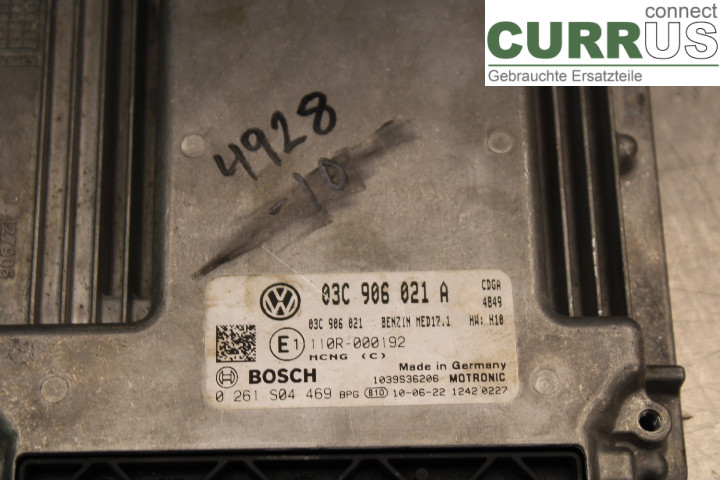 connect
CURRUS
Gebrauchte Ersatzteile
4928
-10
03C 906 021 A
CDGA
4849
03C 906 021 BENZIN MED17.1 HW: H10
E1 110R-000192
MCNG (C)
Made in Germany
BOSCH 1039S36206 MOTRONIC
0 261 S04 469 BPG 810 10-06-22 1242 0227